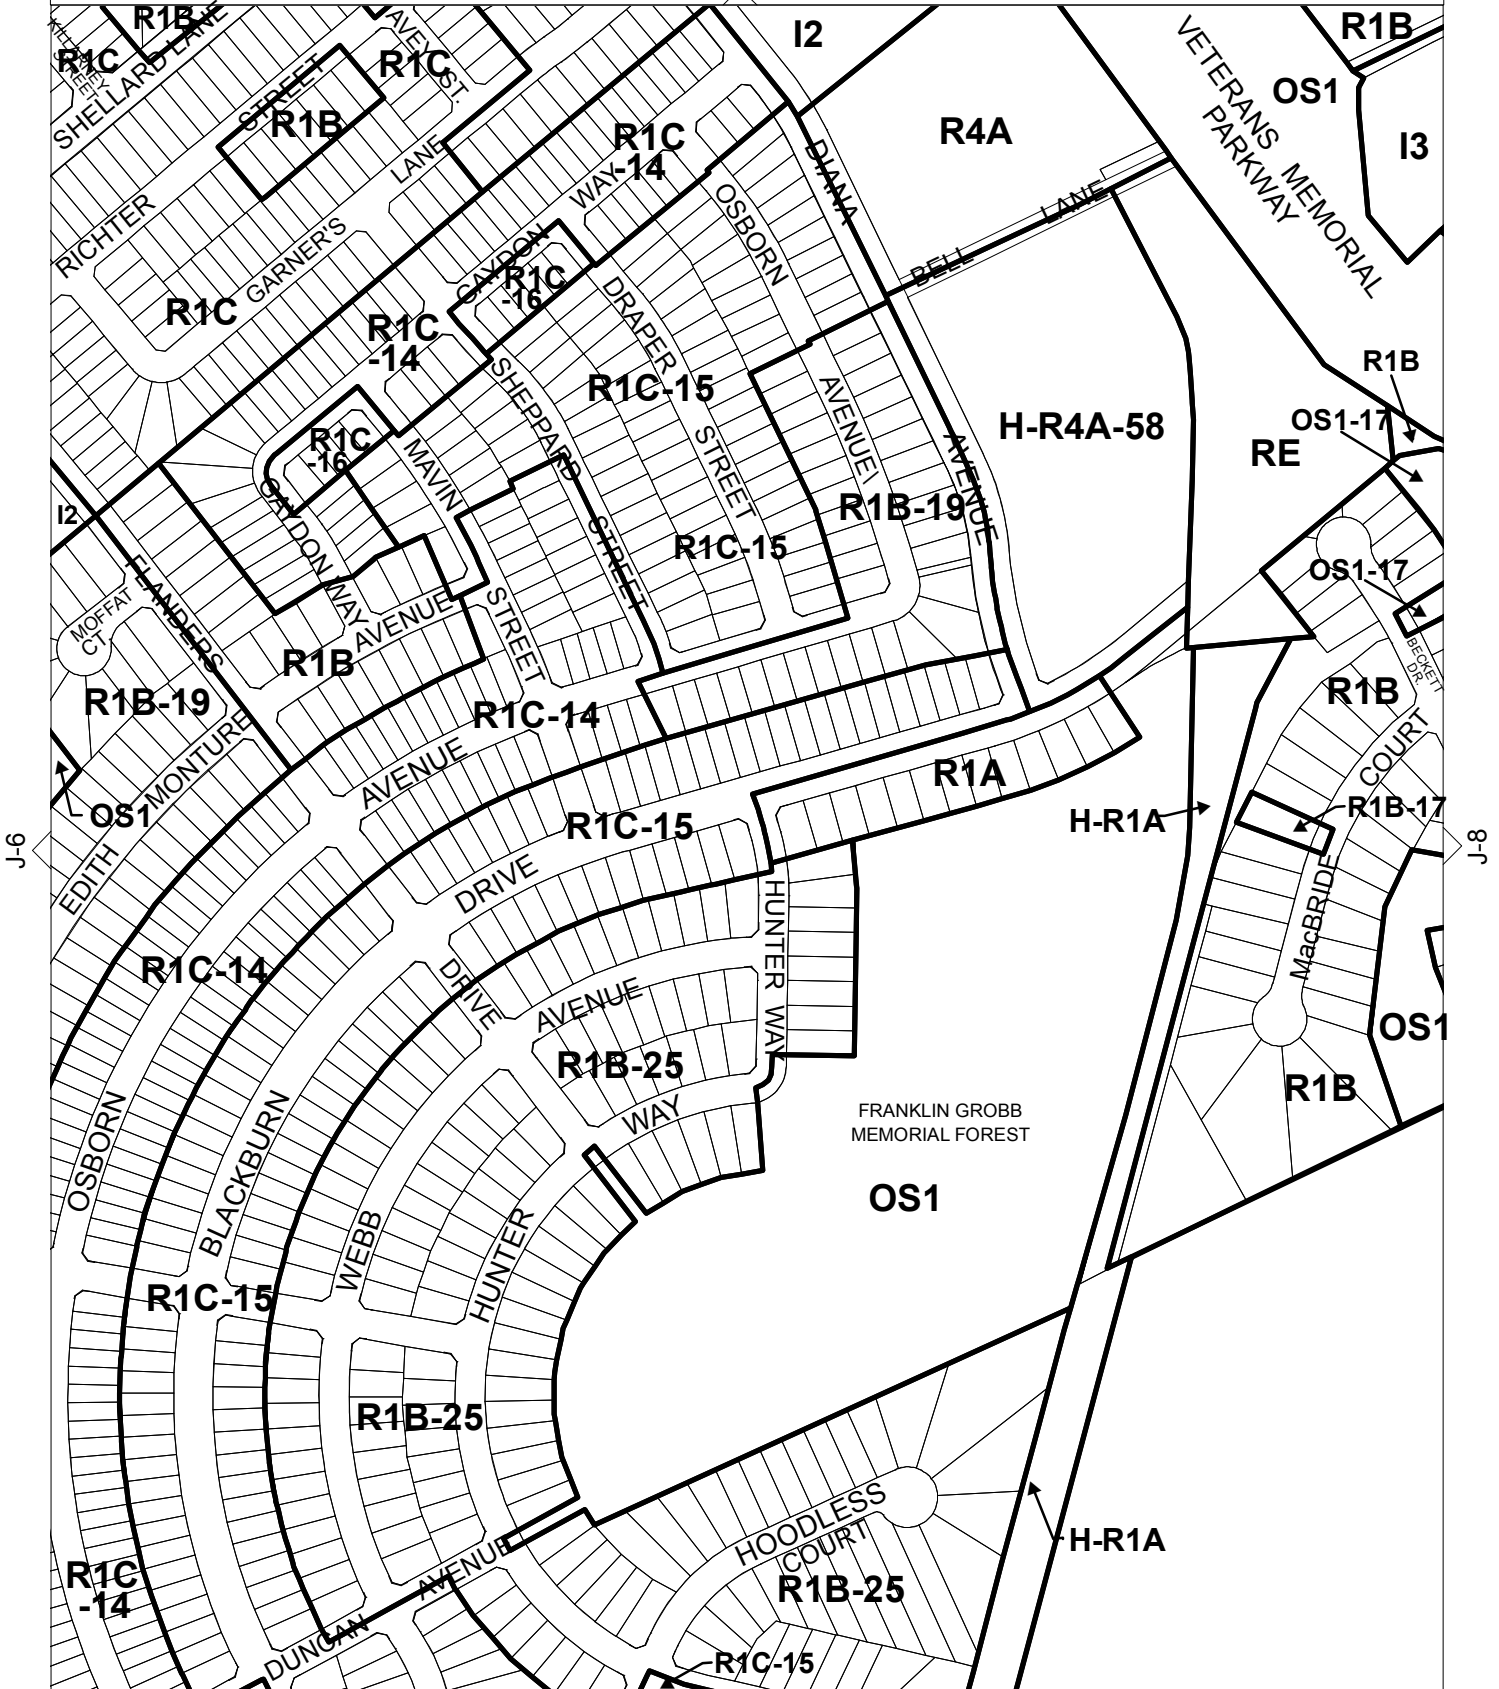 R1B
I2
R1B
KILLARNEY
STREET
R1C
SHELLARD LANE
STREET
R1C
AVEY ST.
R1B
R1C
-14
R4A
VETERANS
MEMORIAL
PARKWAY
OS1
I3
LANE
WAY
DIANA
OSBORN
LANE
BELL
RICHTER
GARNER'S
R1C
GAYDON
R1C
-16
R1C
-14
DRAPER
SHEPPARD
R1C-15
R1B
OS1-17
H-R4A-58
RE
R1C
-16
MAVIN
STREET
AVENUE
AVENUE
R1B-19
I2
GAYDON WAY
STREET
R1C-15
OS1-17
MOFFAT
CT
FLANDERS
AVENUE
STREET
R1B
BECKETT
DR.
R1B
R1B-19
R1C-14
MONTURE
AVENUE
COURT
R1A
OS1
R1C-15
H-R1A
R1B-17
J-6
J-8
EDITH
DRIVE
HUNTER WAY
MacBRIDE
R1C-14
DRIVE
AVENUE
OS1
R1B-25
R1B
WAY
FRANKLIN GROBB
MEMORIAL FOREST
OSBORN
BLACKBURN
OS1
WEBB
HUNTER
R1C-15
R1B-25
HOODLESS
COURT
H-R1A
AVENUE
R1C
-14
R1B-25
DUNCAN
R1C-15